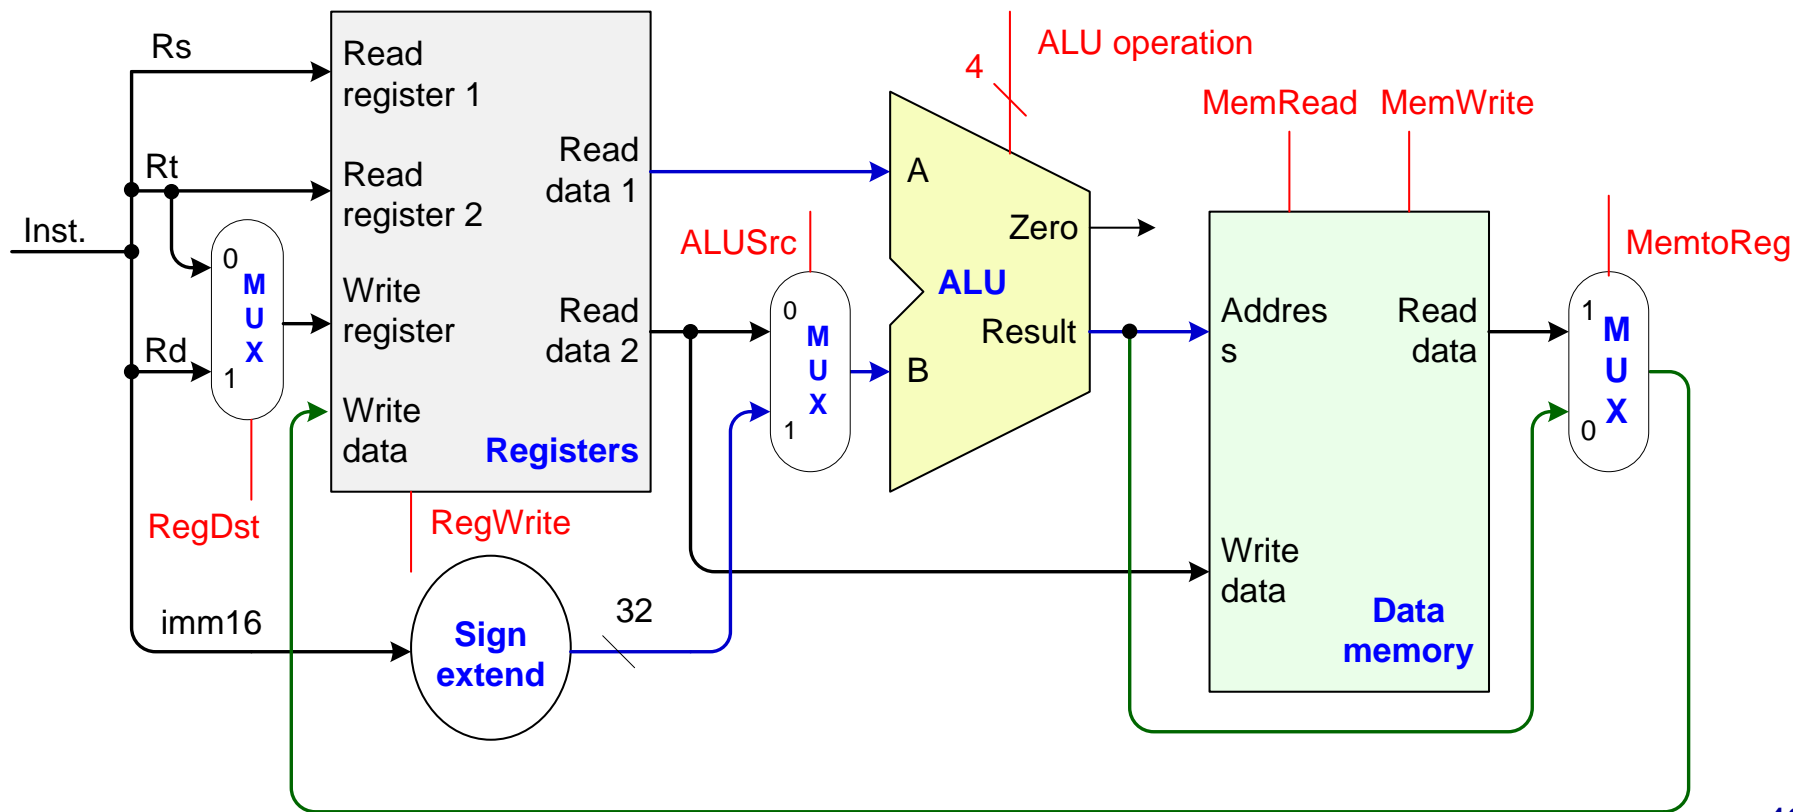 Rs
Read
register 1
Rt
Read
register 2
Inst.
0
M
U
X
1
Rd
Write
register
Write
data
Read
data 1
Read
data 2
Registers
RegDst
RegWrite
imm16
Sign
extend
32
ALUSrc
0
M
U
X
1
4
ALU operation
A
Zero
ALU
Result
B
MemRead
MemWrite
Addres
s
Read
data
Write
data
Data
memory
MemtoReg
1
M
U
X
0